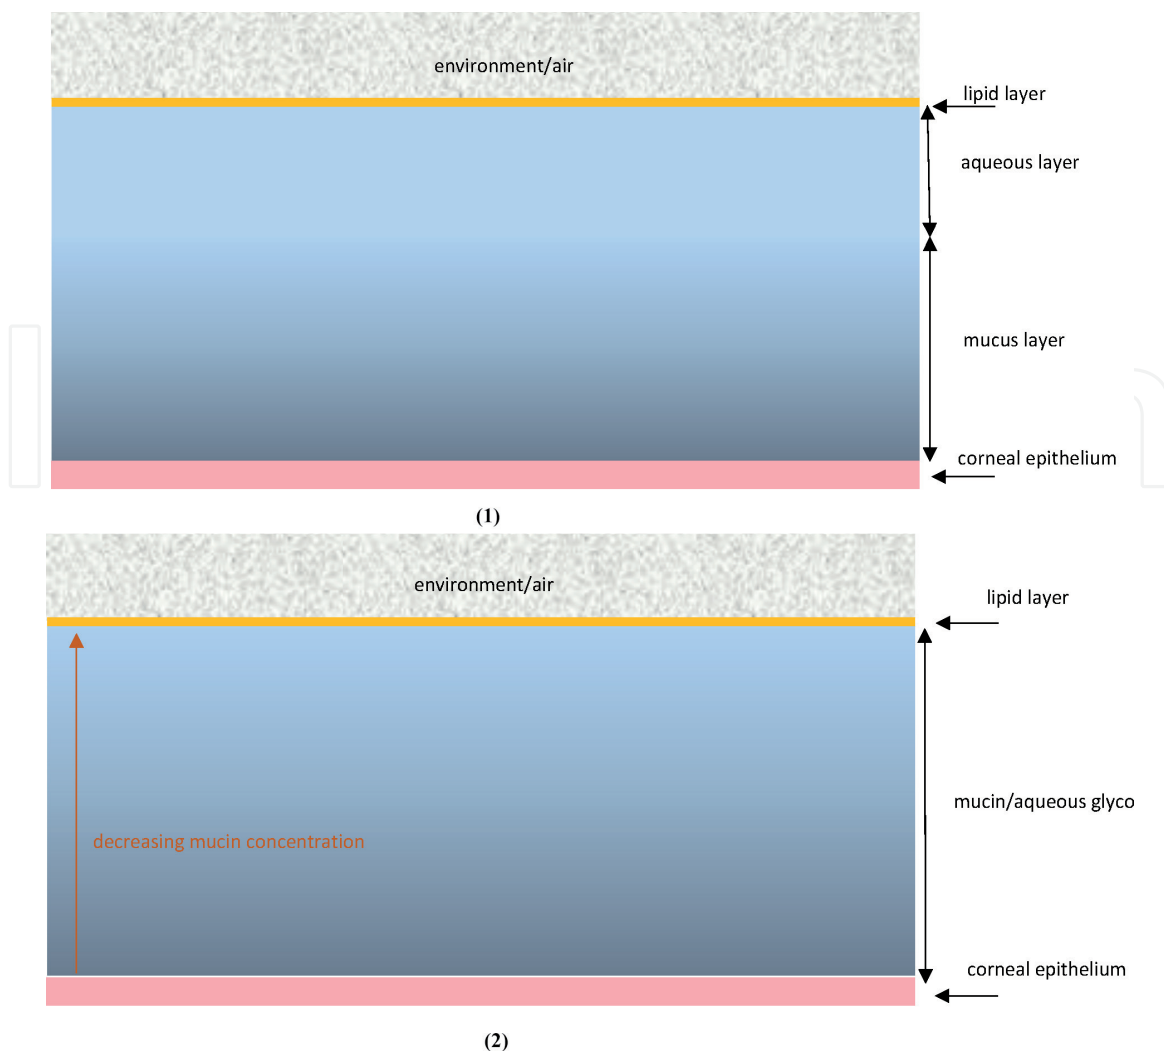 environment/air
lipid layer
aqueous layer
mucus layer
corneal epithelium
(1)
environment/air
lipid layer
mucin/aqueous glyco
decreasing mucin concentration
corneal epithelium
(2)